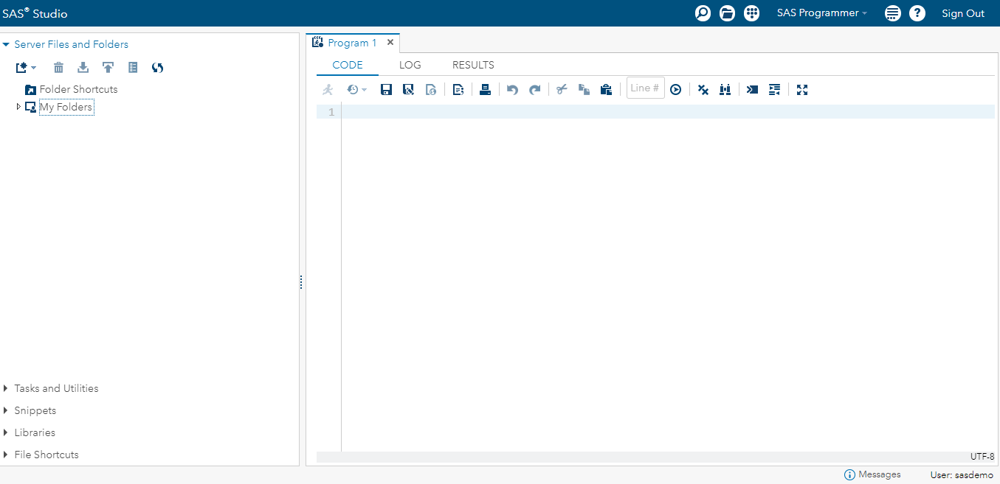 SAS® Studio
SAS Programmer
Sign Out
Server Files and Folders
Folder Shortcuts
My Folders
Tasks and Utilities
Snippets
Libraries
File Shortcuts
Program 1
CODE LOG RESULTS
Line #
1
UTF-8
Messages
User: sasdemo